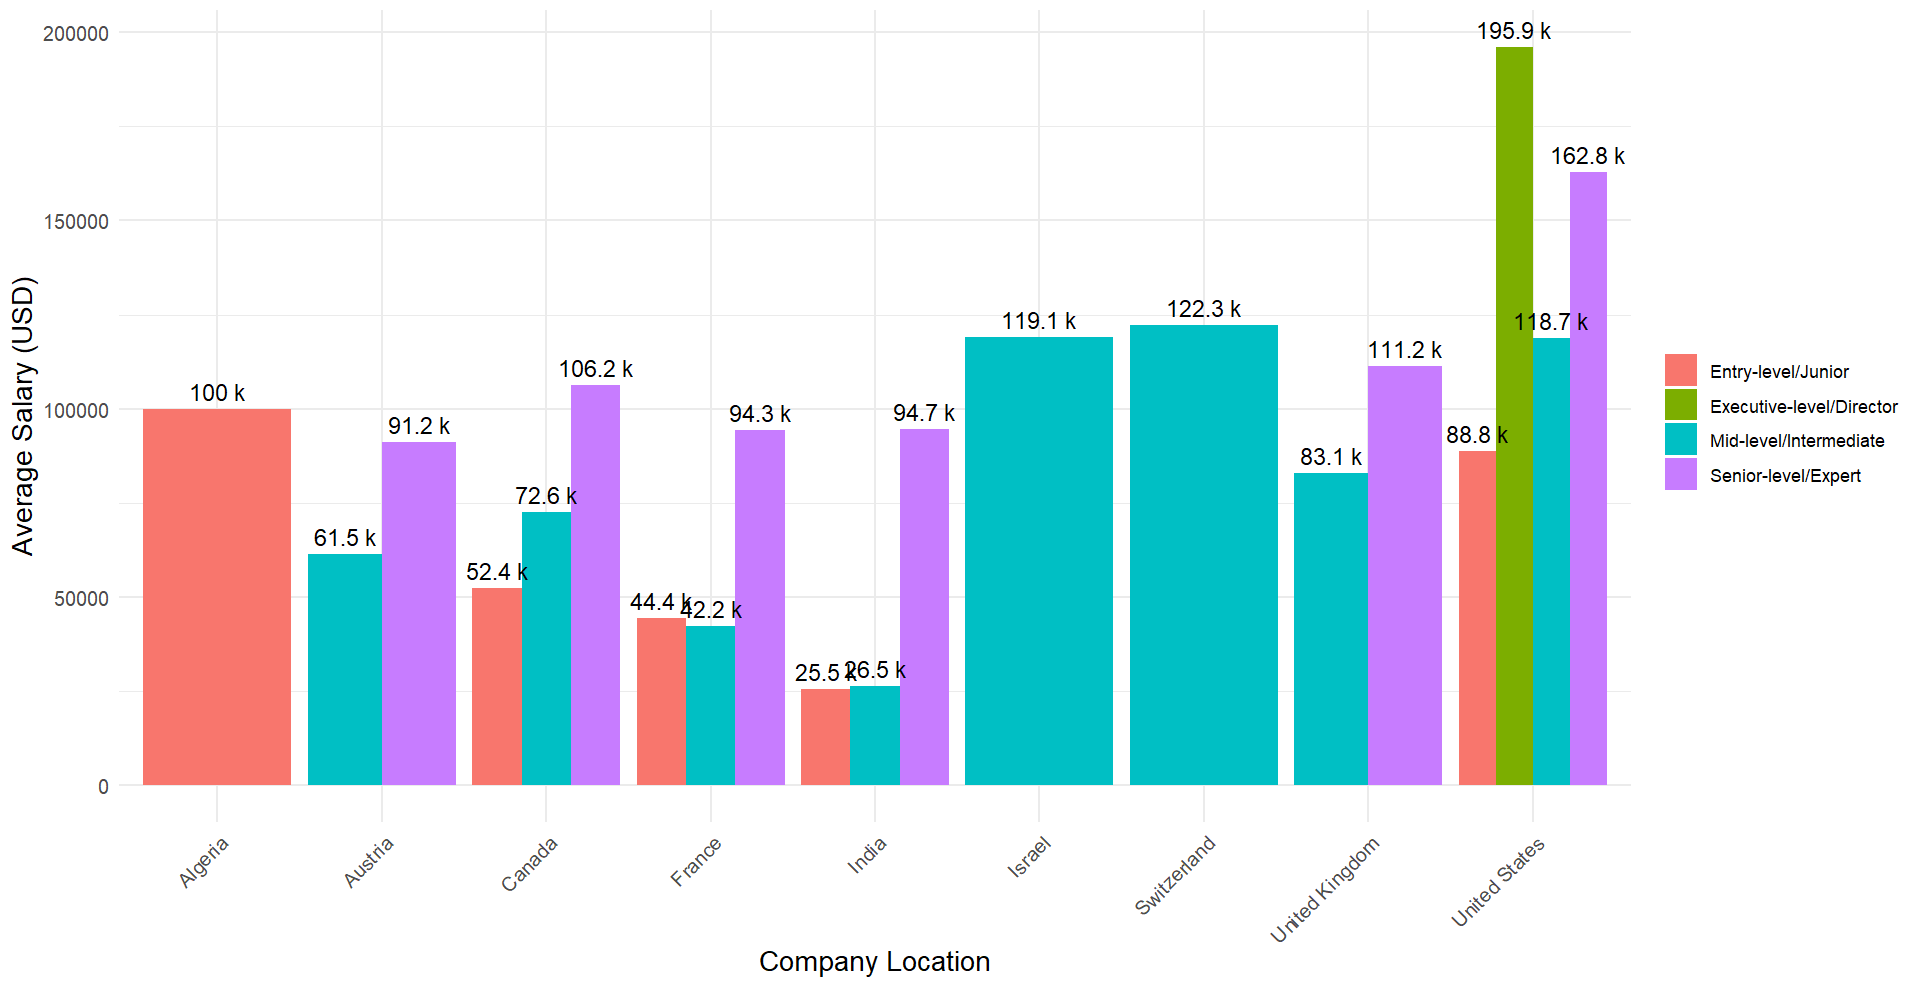 Average Salary (USD)
200000
150000
100000
50000
0
100 k
61.5 k
91.2 k
52.4 k
72.6 k
106.2 k
44.4 k
42.2 k
94.3 k
25.5 k
26.5 k
94.7 k
119.1 k
122.3 k
83.1 k
111.2 k
88.8 k
195.9 k
118.7 k
162.8 k
Algeria
Austria
Canada
France
India
Israel
Switzerland
United Kingdom
United States
Company Location
Entry-level/Junior
Executive-level/Director
Mid-level/Intermediate
Senior-level/Expert